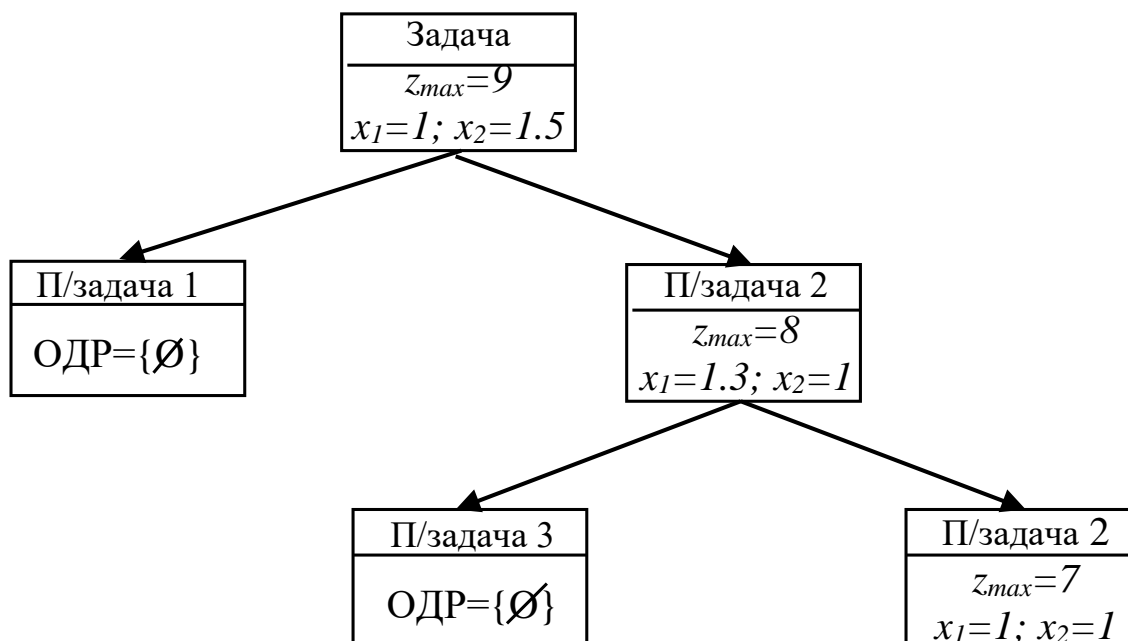 Задача
zmax=9
x1=1; x2=1.5
П/задача 1
ОДР={Ø}
П/задача 2
zmax=8
x1=1.3; x2=1
П/задача 3
ОДР={Ø}
П/задача 2
zmax=7
x1=1; x2=1